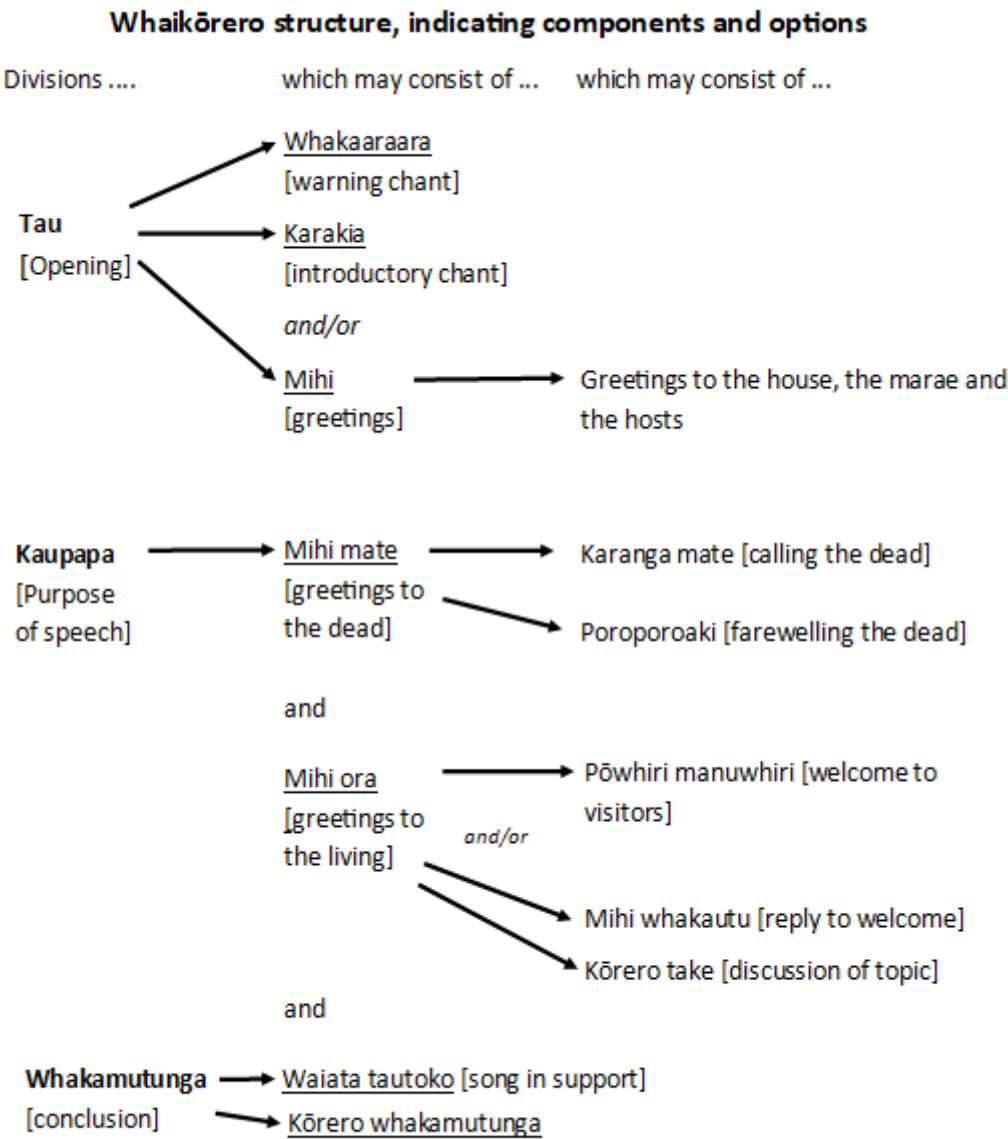 Whaikōrero structure, indicating components and options
Divisions .... which may consist of ... which may consist of ...
Whakaaraara
[warning chant]
Tau
[Opening]
Karakia
[introductory chant]
and/or
Mihi
[greetings]
Greetings to the house, the marae and
the hosts
Kaupapa
[Purpose
of speech]
Mihi mate
[greetings to
the dead]
Karanga mate [calling the dead]
Poroporoaki [farewelling the dead]
and
Mihi ora
[greetings to
the living]
and/or
Pōwhiri manuwhiri [welcome to
visitors]
Mihi whakautu [reply to welcome]
Kōrero take [discussion of topic]
and
Whakamutunga
[conclusion]
Waiata tautoko [song in support]
Kōrero whakamutunga